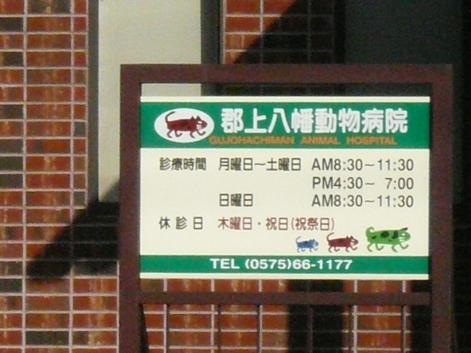 郡上八幡動物病院
GUJOHACHIMAN ANIMAL HOSPITAL
診療時間 月曜日～土曜日 AM8:30～11:30
PM4:30～ 7:00
日曜日 AM8:30～11:30
休診日 木曜日・祝日(祝祭日)
TEL (0575)66-1177